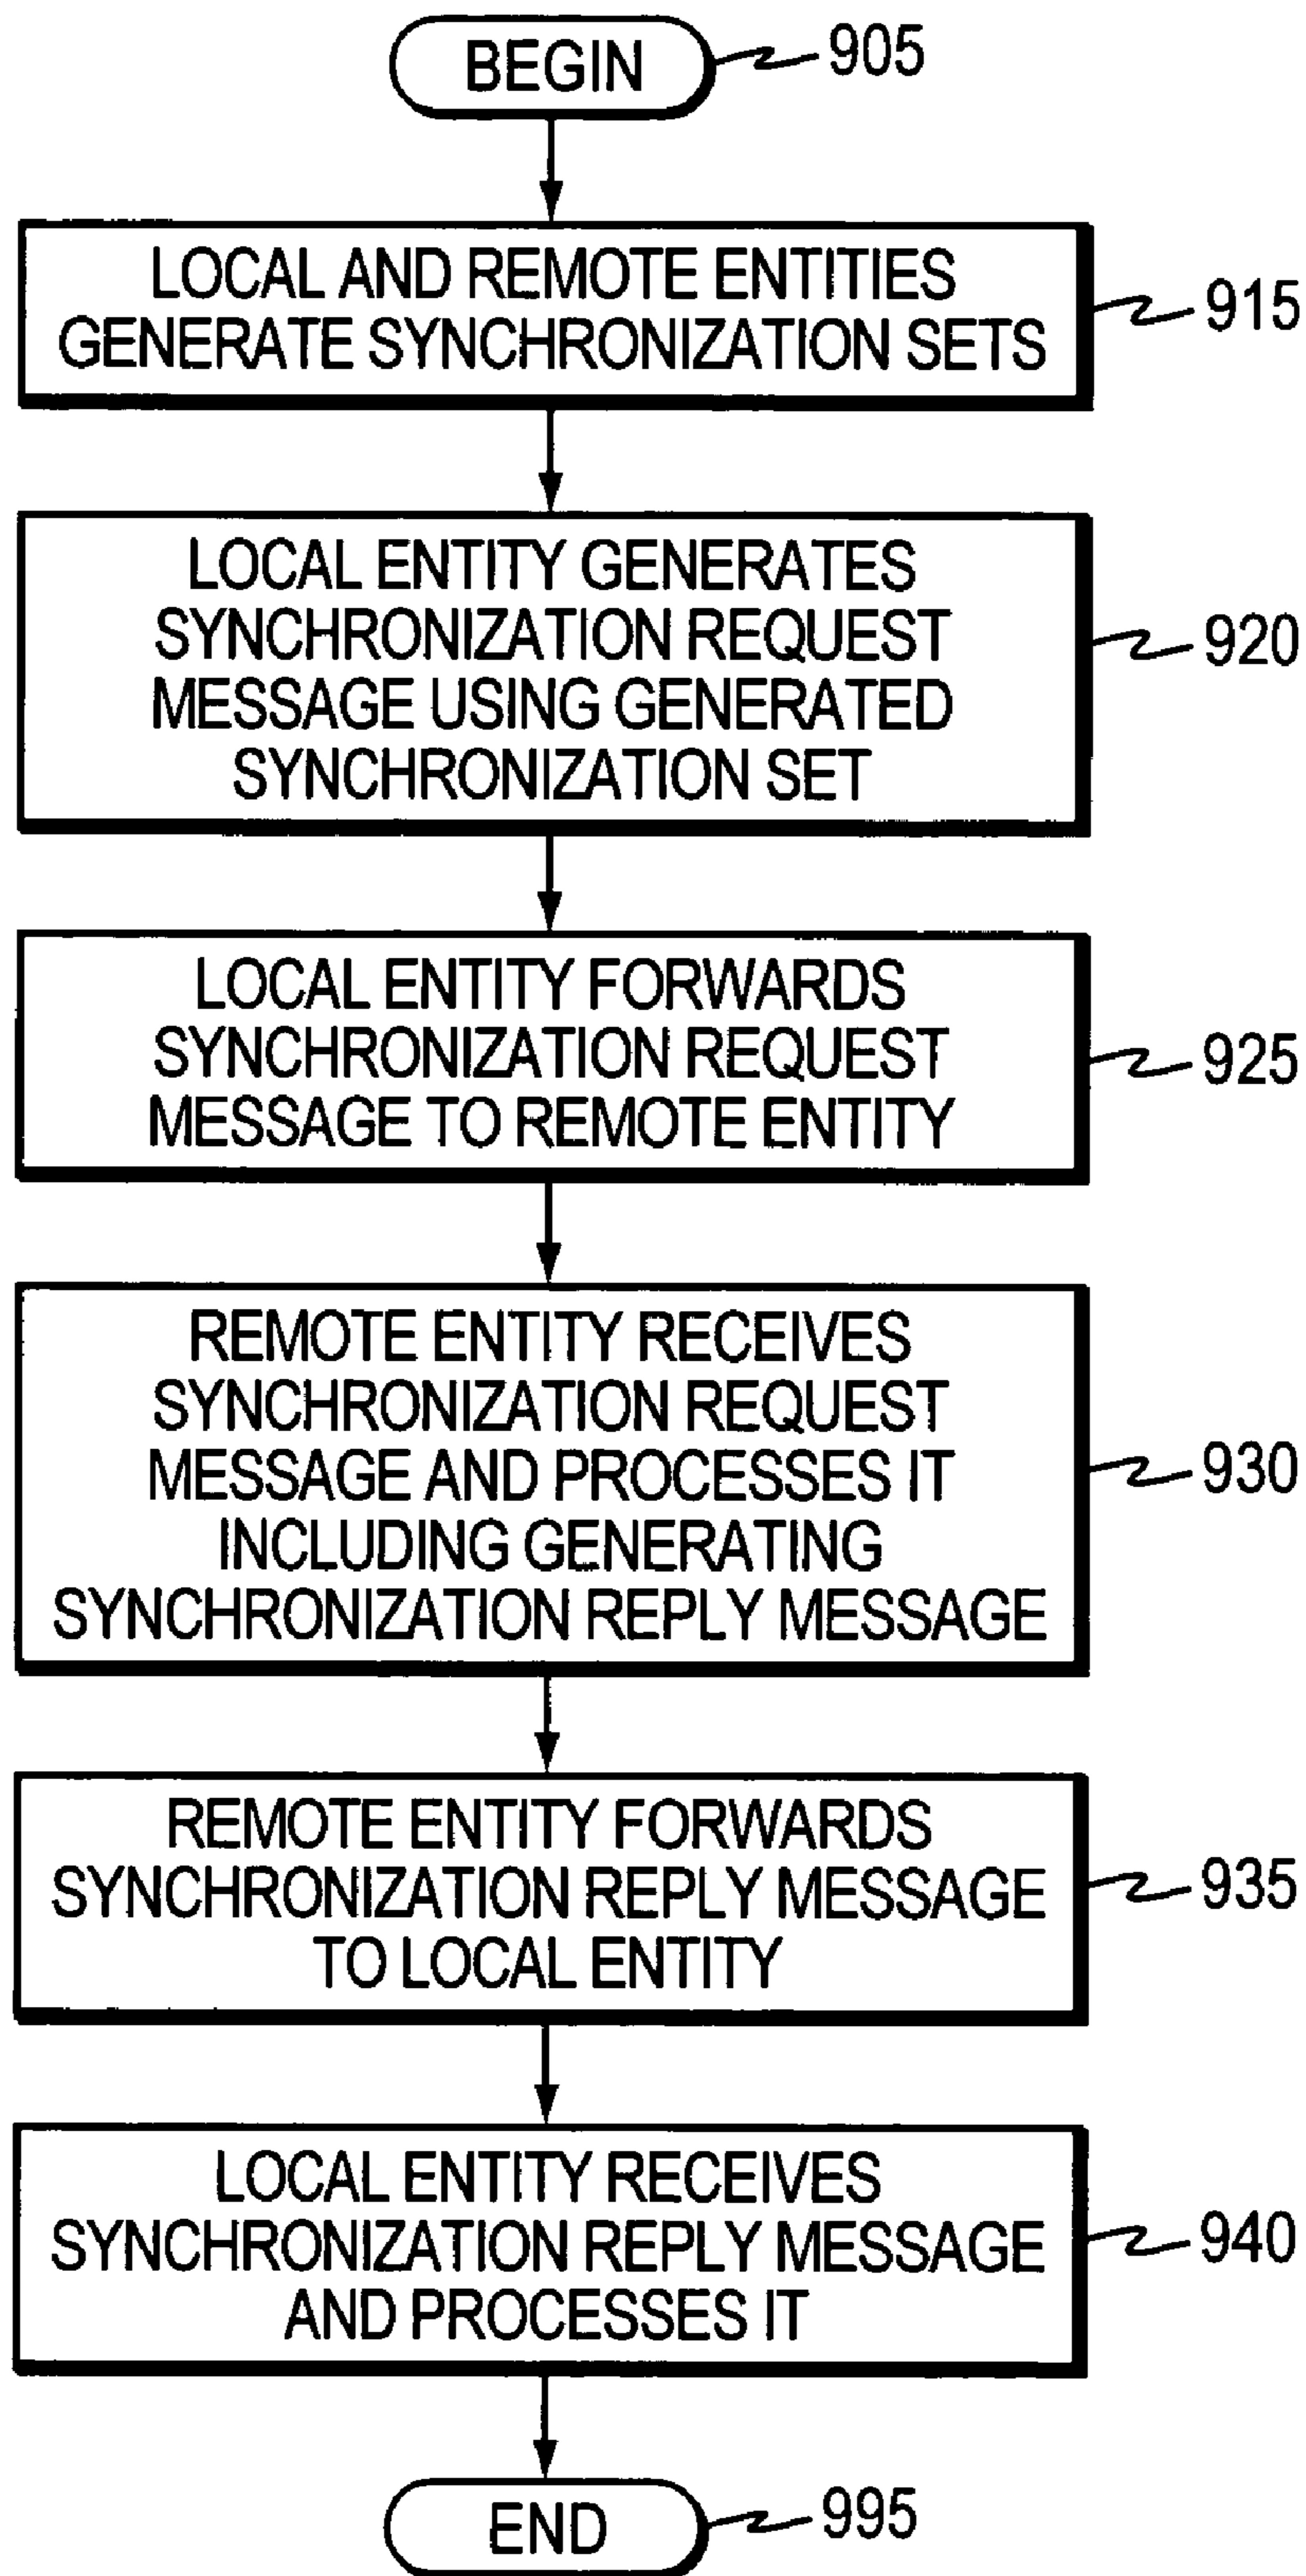 BEGIN
905
LOCAL AND REMOTE ENTITIES
GENERATE SYNCHRONIZATION SETS
915
LOCAL ENTITY GENERATES
SYNCHRONIZATION REQUEST
MESSAGE USING GENERATED
SYNCHRONIZATION SET
920
LOCAL ENTITY FORWARDS
SYNCHRONIZATION REQUEST
MESSAGE TO REMOTE ENTITY
925
REMOTE ENTITY RECEIVES
SYNCHRONIZATION REQUEST
MESSAGE AND PROCESSES IT
INCLUDING GENERATING
SYNCHRONIZATION REPLY MESSAGE
930
REMOTE ENTITY FORWARDS
SYNCHRONIZATION REPLY MESSAGE
TO LOCAL ENTITY
935
LOCAL ENTITY RECEIVES
SYNCHRONIZATION REPLY MESSAGE
AND PROCESSES IT
940
END
995